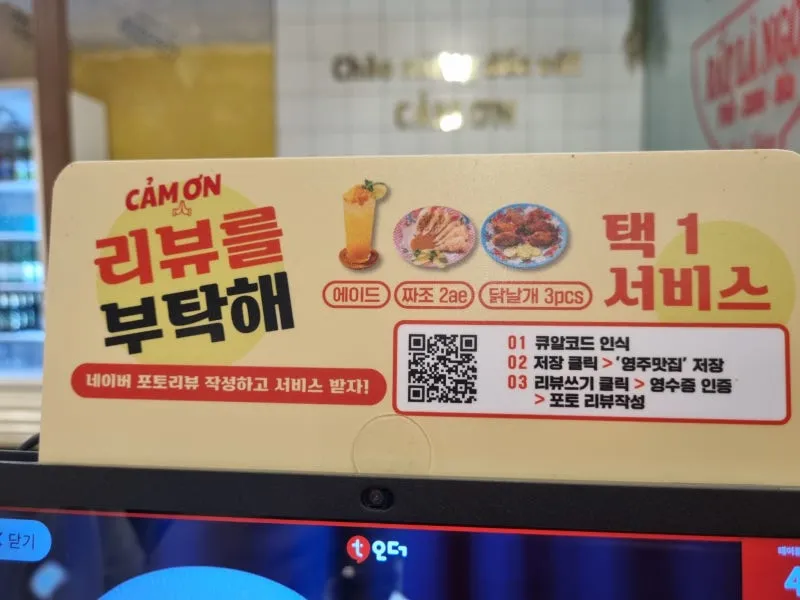 CẢM ƠN
CẢM ƠN
리뷰를
부탁해
에이드
짜조 2ae
닭날개 3pcs
택 1
서비스
네이버 포토리뷰 작성하고 서비스 받자!
01 큐알코드 인식
02 저장 클릭 > '영주맛집' 저장
03 리뷰쓰기 클릭 > 영수증 인증
> 포토 리뷰작성
닫기
t오더